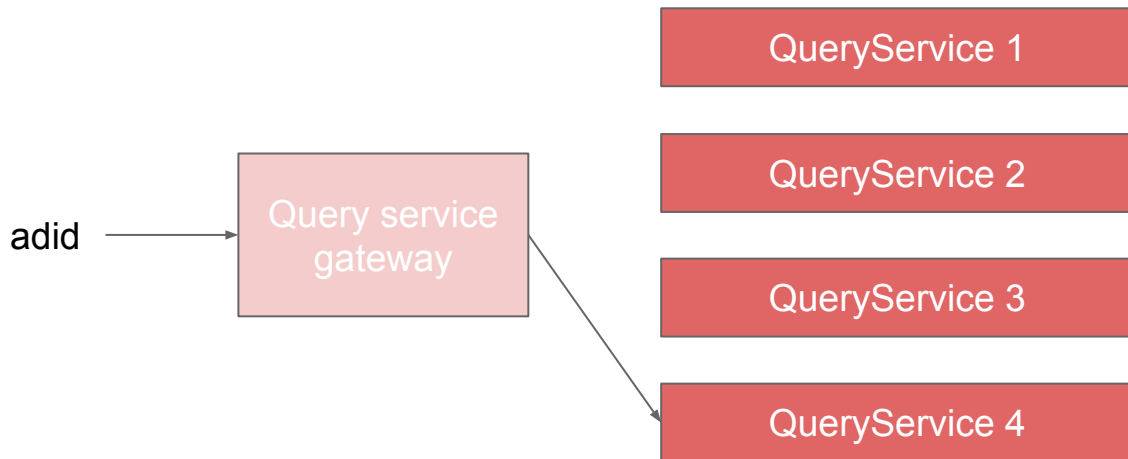 adid
Query service
gateway
QueryService 1
QueryService 2
QueryService 3
QueryService 4